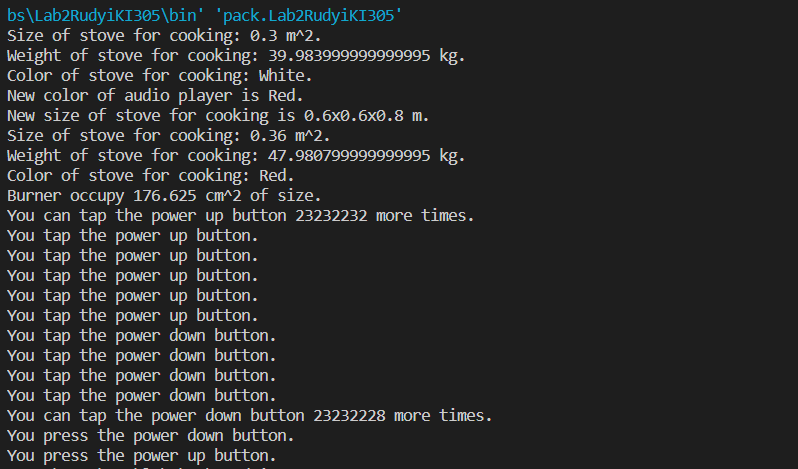 bs\Lab2RudyiKI305\bin' 'pack.Lab2RudyiKI305'
Size of stove for cooking: 0.3 m^2.
Weight of stove for cooking: 39.983999999999995 kg.
Color of stove for cooking: White.
New color of audio player is Red.
New size of stove for cooking is 0.6x0.6x0.8 m.
Size of stove for cooking: 0.36 m^2.
Weight of stove for cooking: 47.980799999999995 kg.
Color of stove for cooking: Red.
Burner occupy 176.625 cm^2 of size.
You can tap the power up button 23232232 more times.
You tap the power up button.
You tap the power up button.
You tap the power up button.
You tap the power up button.
You tap the power up button.
You tap the power down button.
You tap the power down button.
You tap the power down button.
You tap the power down button.
You can tap the power down button 23232228 more times.
You press the power down button.
You press the power up button.